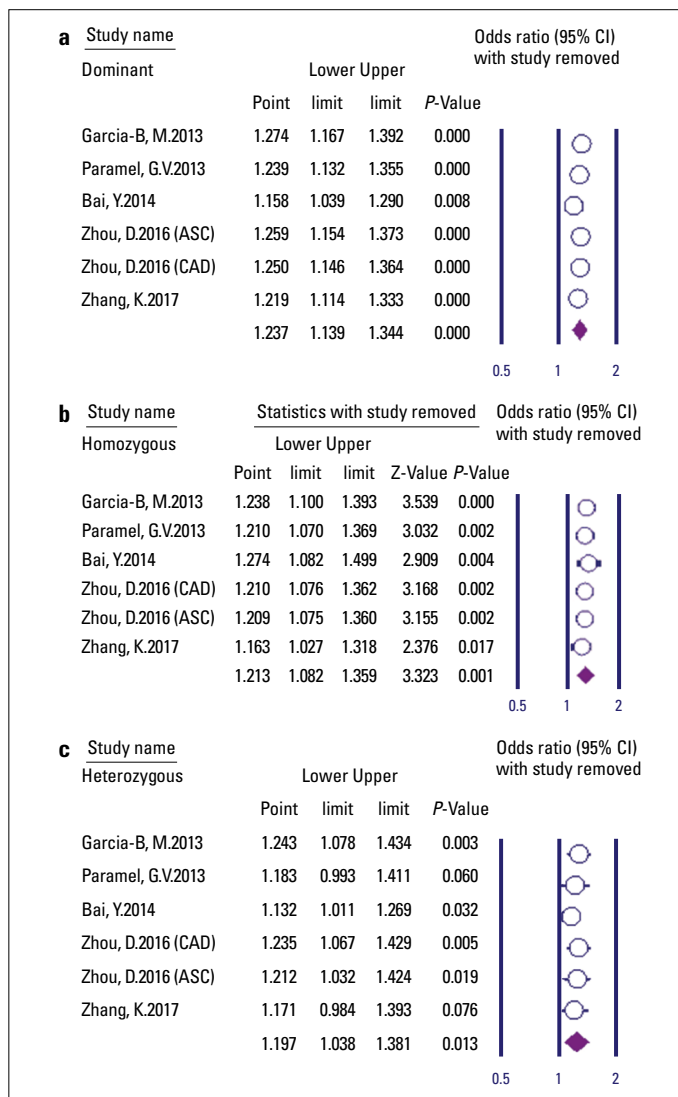 a Study name Odds ratio (95% CI)
with study removed
Dominant Lower Upper
Point limit limit P-Value
Garcia-B, M.2013 1.274 1.167 1.392 0.000
Paramel, G.V.2013 1.239 1.132 1.355 0.000
Bai, Y.2014 1.158 1.039 1.290 0.008
Zhou, D.2016 (ASC) 1.259 1.154 1.373 0.000
Zhou, D.2016 (CAD) 1.250 1.146 1.364 0.000
Zhang, K.2017 1.219 1.114 1.333 0.000
1.237 1.139 1.344 0.000
0.5 1 2
b Study name Statistics with study removed Odds ratio (95% CI)
with study removed
Homozygous Lower Upper
Point limit limit Z-Value P-Value
Garcia-B, M.2013 1.238 1.100 1.393 3.539 0.000
Paramel, G.V.2013 1.210 1.070 1.369 3.032 0.002
Bai, Y.2014 1.274 1.082 1.499 2.909 0.004
Zhou, D.2016 (CAD) 1.210 1.076 1.362 3.168 0.002
Zhou, D.2016 (ASC) 1.209 1.075 1.360 3.155 0.002
Zhang, K.2017 1.163 1.027 1.318 2.376 0.017
1.213 1.082 1.359 3.323 0.001
0.5 1 2
c Study name Odds ratio (95% CI)
with study removed
Heterozygous Lower Upper
Point limit limit P-Value
Garcia-B, M.2013 1.243 1.078 1.434 0.003
Paramel, G.V.2013 1.183 0.993 1.411 0.060
Bai, Y.2014 1.132 1.011 1.269 0.032
Zhou, D.2016 (CAD) 1.235 1.067 1.429 0.005
Zhou, D.2016 (ASC) 1.212 1.032 1.424 0.019
Zhang, K.2017 1.171 0.984 1.393 0.076
1.197 1.038 1.381 0.013
0.5 1 2